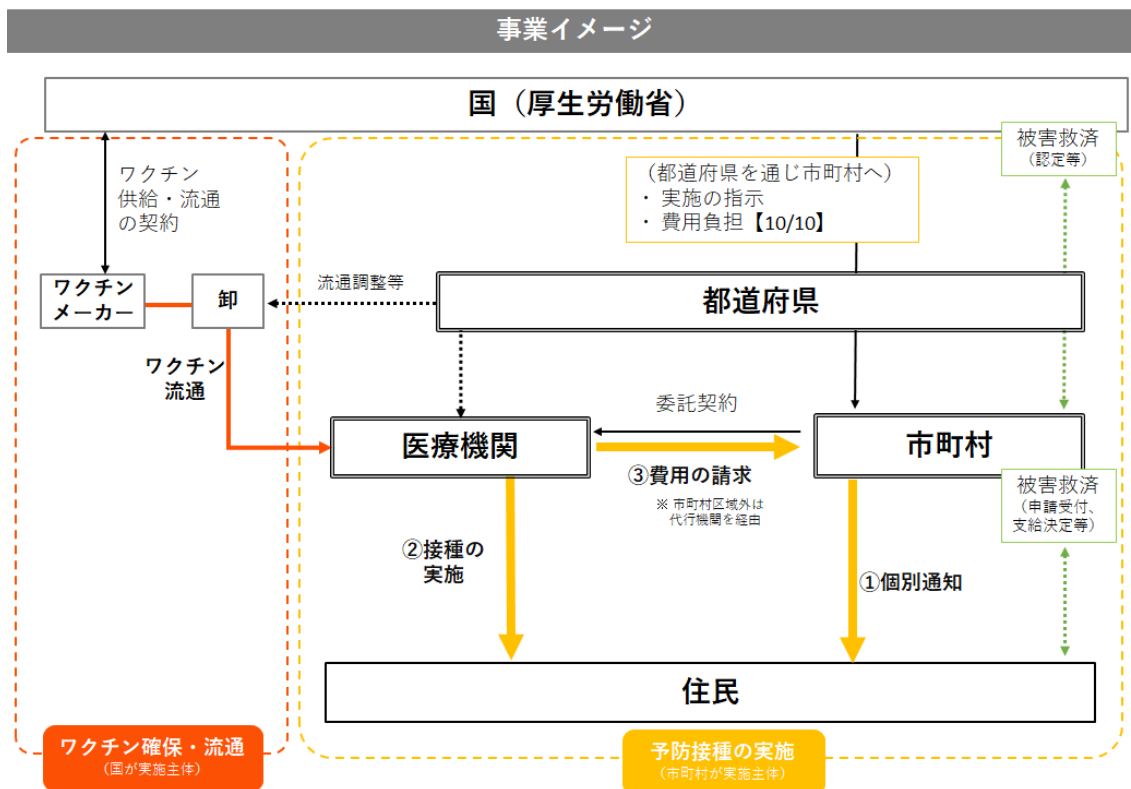 事業イメージ
国（厚生労働省）
被害救済
（認定等）
ワクチン
供給・流通
の契約
（都道府県を通じ市町村へ）
・ 実施の指示
・ 費用負担【10/10】
ワクチン
メーカー
卸
流通調整等
都道府県
ワクチン
流通
委託契約
医療機関
市町村
③費用の請求
※ 市町村区域外は
代行機関を経由
被害救済
（申請受付、
支給決定等）
②接種の
実施
①個別通知
住民
ワクチン確保・流通
（国が実施主体）
予防接種の実施
（市町村が実施主体）